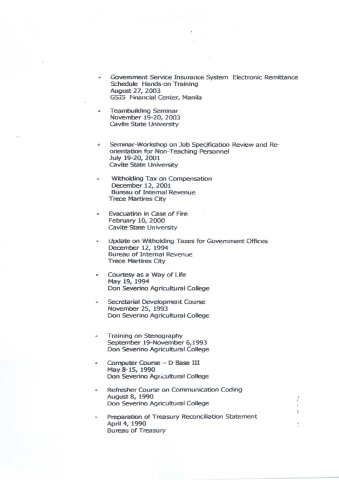 - Government Service Insurance System Electronic Remittance
Schedule Hands-on Training
August 27, 2003
GSIS Financial Center, Manila
- Teambuilding Seminar
November 19-20, 2003
Cavite State University
- Seminar-Workshop on Job Specification Review and Re-
orientation for Non-Teaching Personnel
July 19-20, 2001
Cavite State University
- Witholding Tax on Compensation
December 12, 2001
Bureau of Internal Revenue
Trece Martires City
- Evacuation in Case of Fire
February 10, 2000
Cavite State University
- Update on Witholding Taxes for Government Offices
December 12, 1994
Bureau of Internal Revenue
Trece Martires City
- Courtesy as a Way of Life
May 19, 1994
Don Severino Agricultural College
- Secretarial Development Course
November 25, 1993
Don Severino Agricultural College
- Training on Stenography
September 19-November 6,1993
Don Severino Agricultural College
- Computer Course – D Base III
May 8-15, 1990
Don Severino Agricultural College
- Refresher Course on Communication Coding
August 8, 1990
Don Severino Agricultural College
- Preparation of Treasury Reconciliation Statement
April 4, 1990
Bureau of Treasury